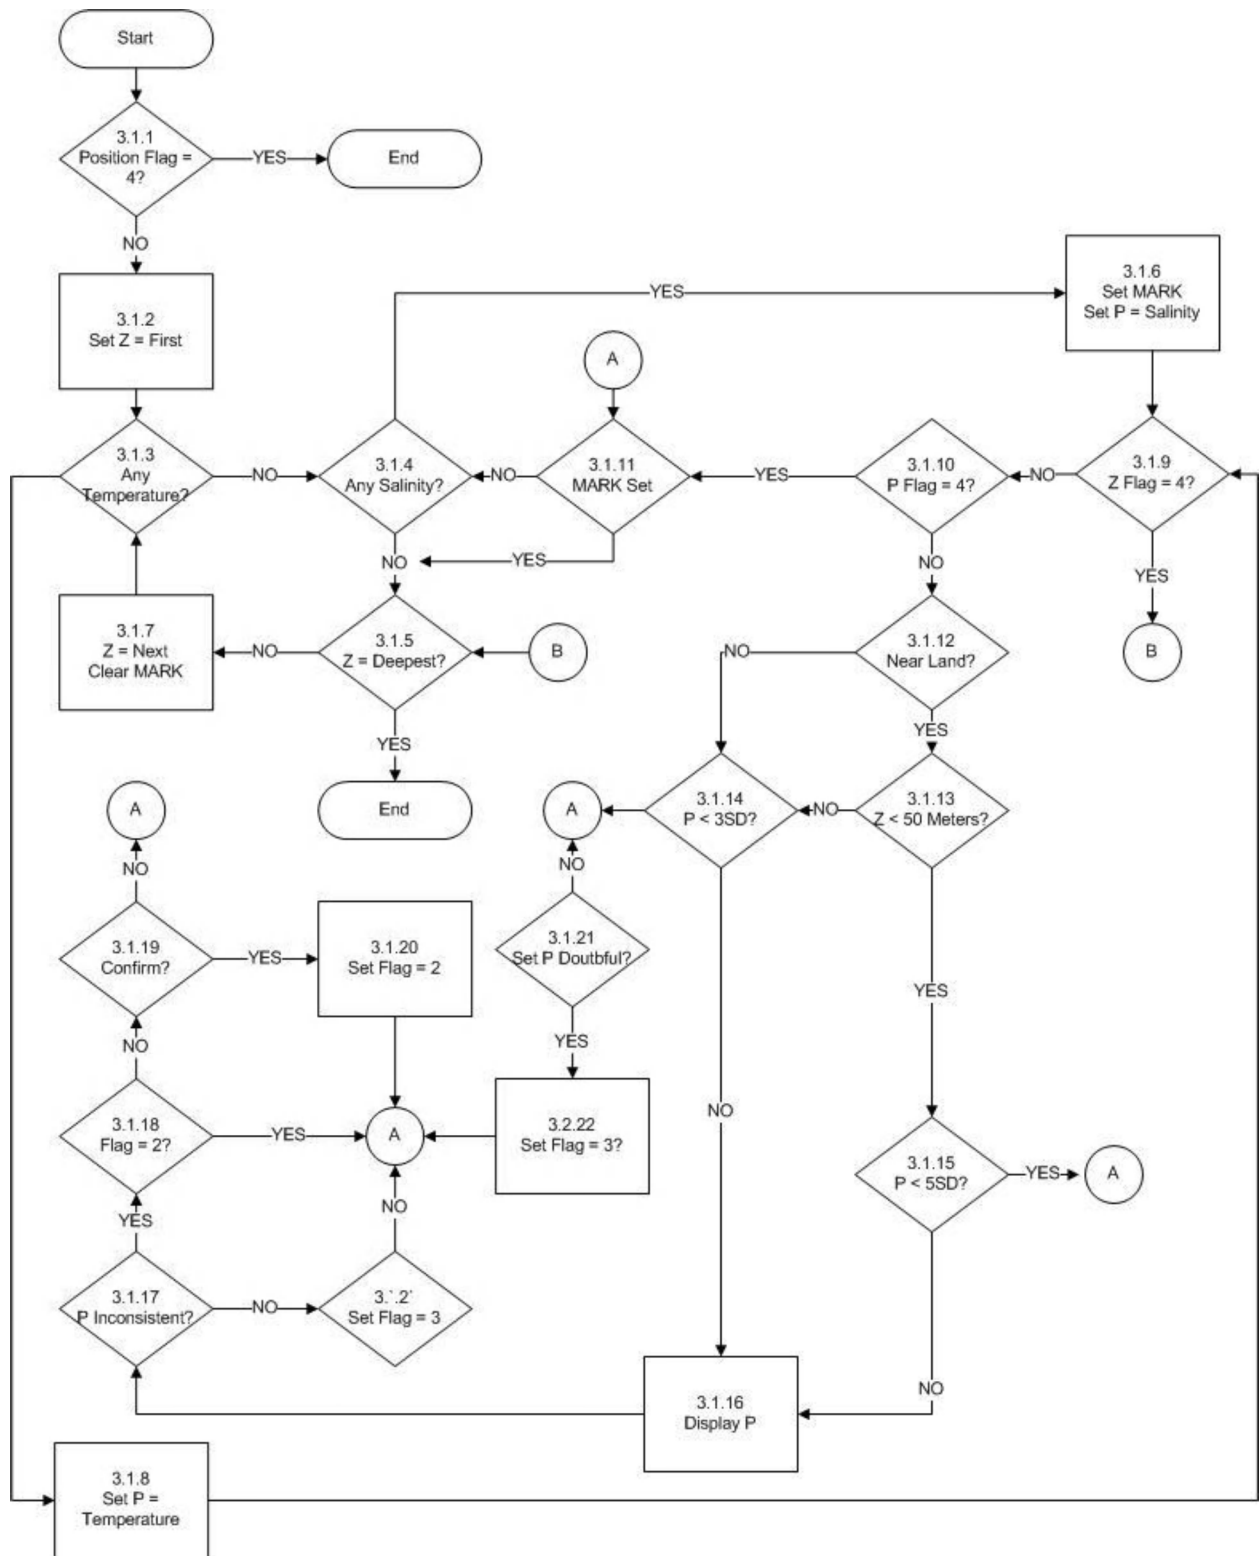 Start
3.1.1
Position Flag =
4?
YES
End
NO
3.1.2
Set Z = First
YES
3.1.6
Set MARK
Set P = Salinity
A
3.1.3
Any
Temperature?
NO
3.1.4
Any Salinity?
NO
3.1.11
MARK Set
YES
3.1.10
P Flag = 4?
NO
3.1.9
Z Flag = 4?
NO
YES
NO
YES
3.1.7
Z = Next
Clear MARK
NO
3.1.5
Z = Deepest?
B
NO
3.1.12
Near Land?
B
YES
YES
A
End
A
3.1.14
P < 3SD?
NO
3.1.13
Z < 50 Meters?
NO
NO
3.1.19
Confirm?
YES
3.1.20
Set Flag = 2
3.1.21
Set P Doutbful?
YES
NO
YES
3.1.18
Flag = 2?
YES
A
3.2.22
Set Flag = 3?
NO
3.1.15
P < 5SD?
YES
A
YES
NO
3.1.17
P Inconsistent?
NO
3.`.2`
Set Flag = 3
NO
3.1.16
Display P
3.1.8
Set P =
Temperature